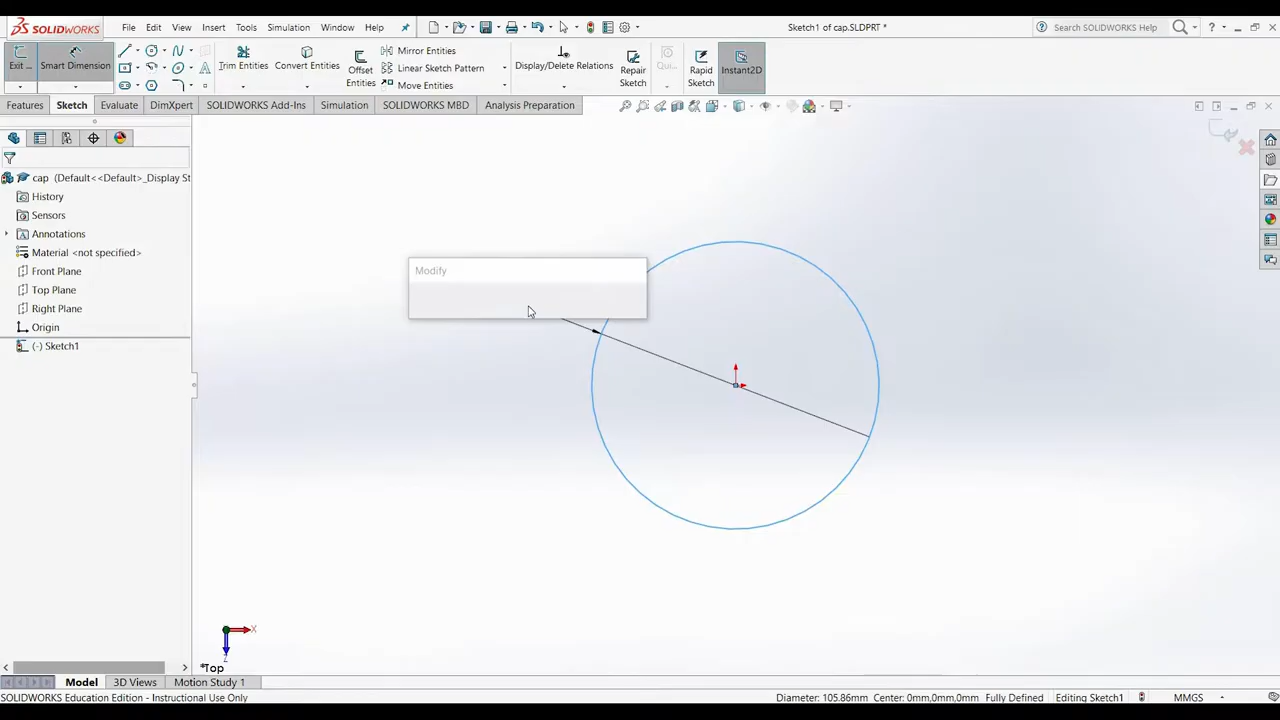 SOLIDWORKS File Edit View Insert Tools Simulation Window Help Sketch1 of cap.SLDPRT * Search SOLIDWORKS Help
Exit ... Smart Dimension Trim Entities Convert Entities Offset Entities Mirror Entities Linear Sketch Pattern Move Entities Display/Delete Relations Repair Sketch Qui... Rapid Sketch Instant2D
Features Sketch Evaluate DimXpert SOLIDWORKS Add-Ins Simulation SOLIDWORKS MBD Analysis Preparation
cap (Default<<Default>_Display St
History
Sensors
Annotations
Material <not specified>
Front Plane
Top Plane
Right Plane
Origin
(-) Sketch1
Modify
X
Z
*Top
Model 3D Views Motion Study 1
SOLIDWORKS Education Edition - Instructional Use Only Diameter: 105.86mm Center: 0mm,0mm,0mm Fully Defined Editing Sketch1 MMGS